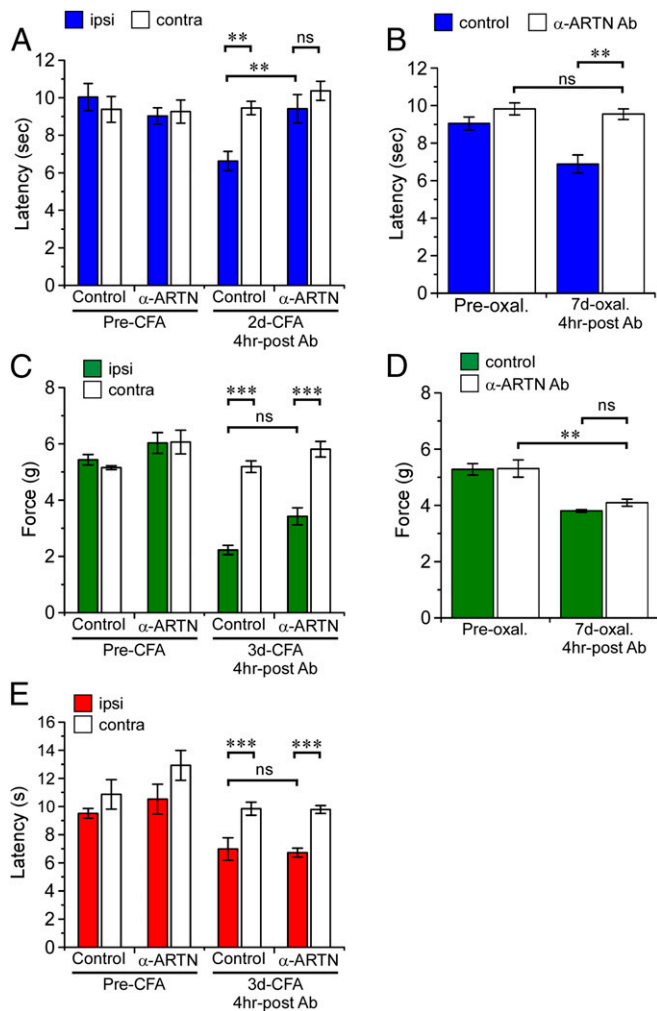 A
ipsi
contra
**
ns
**
Latency (sec)
12
10
8
6
4
2
0
Control
α-ARTN
Control
α-ARTN
Pre-CFA
2d-CFA
4hr-post Ab
B
control
α-ARTN Ab
**
ns
Latency (sec)
12
10
8
6
4
2
0
Pre-oxal.
7d-oxal.
4hr-post Ab
C
ipsi
contra
***
***
ns
Force (g)
8
6
4
2
0
Control
α-ARTN
Control
α-ARTN
Pre-CFA
3d-CFA
4hr-post Ab
D
control
α-ARTN Ab
ns
**
Force (g)
8
6
4
2
0
Pre-oxal.
7d-oxal.
4hr-post Ab
E
ipsi
contra
***
***
ns
Latency (s)
16
14
12
10
8
6
4
2
0
Control
α-ARTN
Control
α-ARTN
Pre-CFA
3d-CFA
4hr-post Ab